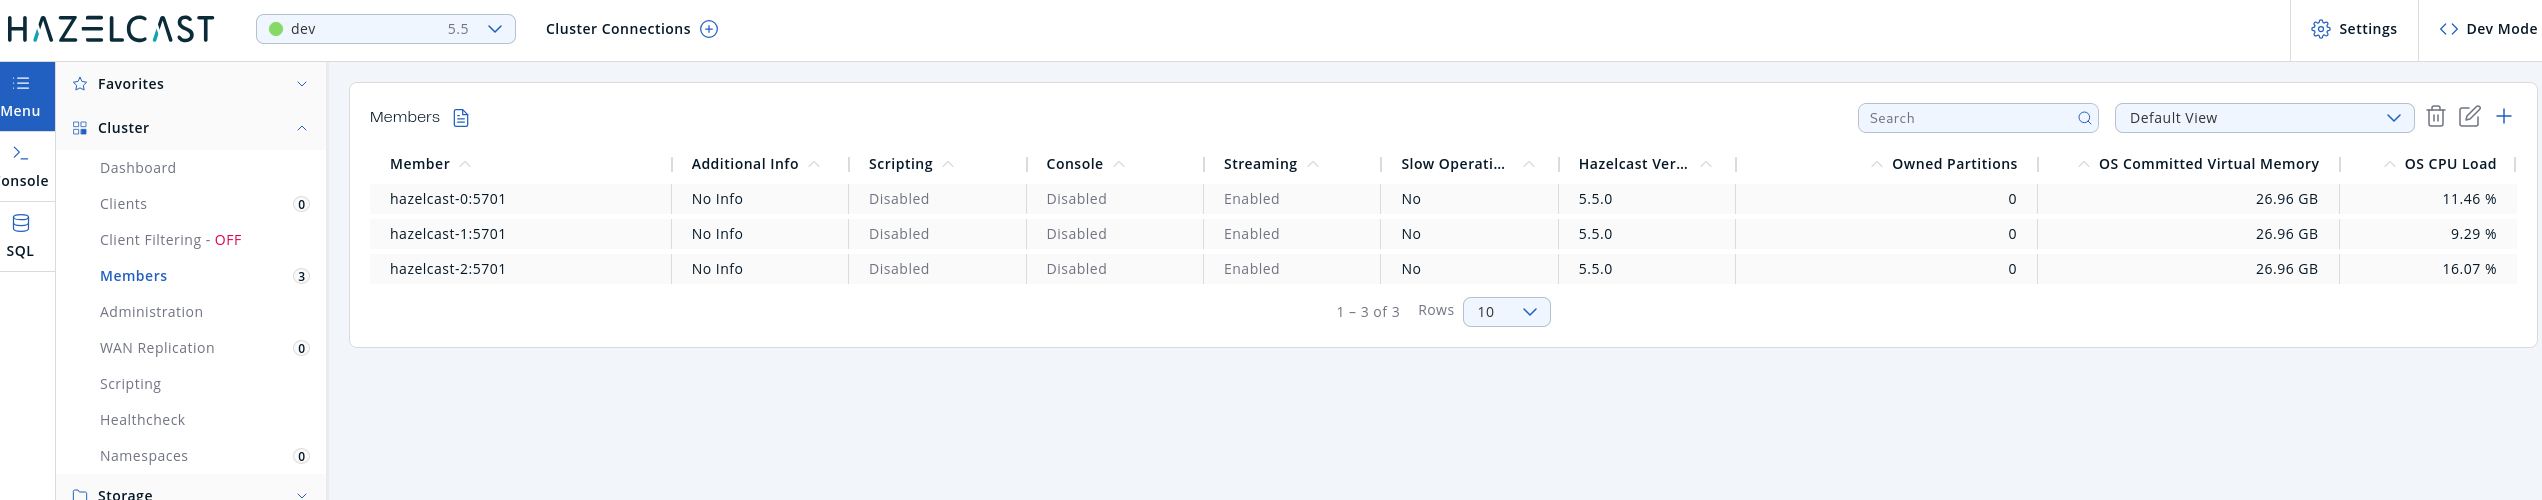 HAZELCAST dev 5.5 Cluster Connections Settings Dev Mode
Menu
onsole
SQL
Favorites
Cluster
Dashboard
Clients 0
Client Filtering - OFF
Members 3
Administration
WAN Replication 0
Scripting
Healthcheck
Namespaces 0
Storage
Members Search Default View
Member Additional Info Scripting Console Streaming Slow Operati... Hazelcast Ver... Owned Partitions OS Committed Virtual Memory OS CPU Load
hazelcast-0:5701 No Info Disabled Disabled Enabled No 5.5.0 0 26.96 GB 11.46 %
hazelcast-1:5701 No Info Disabled Disabled Enabled No 5.5.0 0 26.96 GB 9.29 %
hazelcast-2:5701 No Info Disabled Disabled Enabled No 5.5.0 0 26.96 GB 16.07 %
1 – 3 of 3 Rows 10